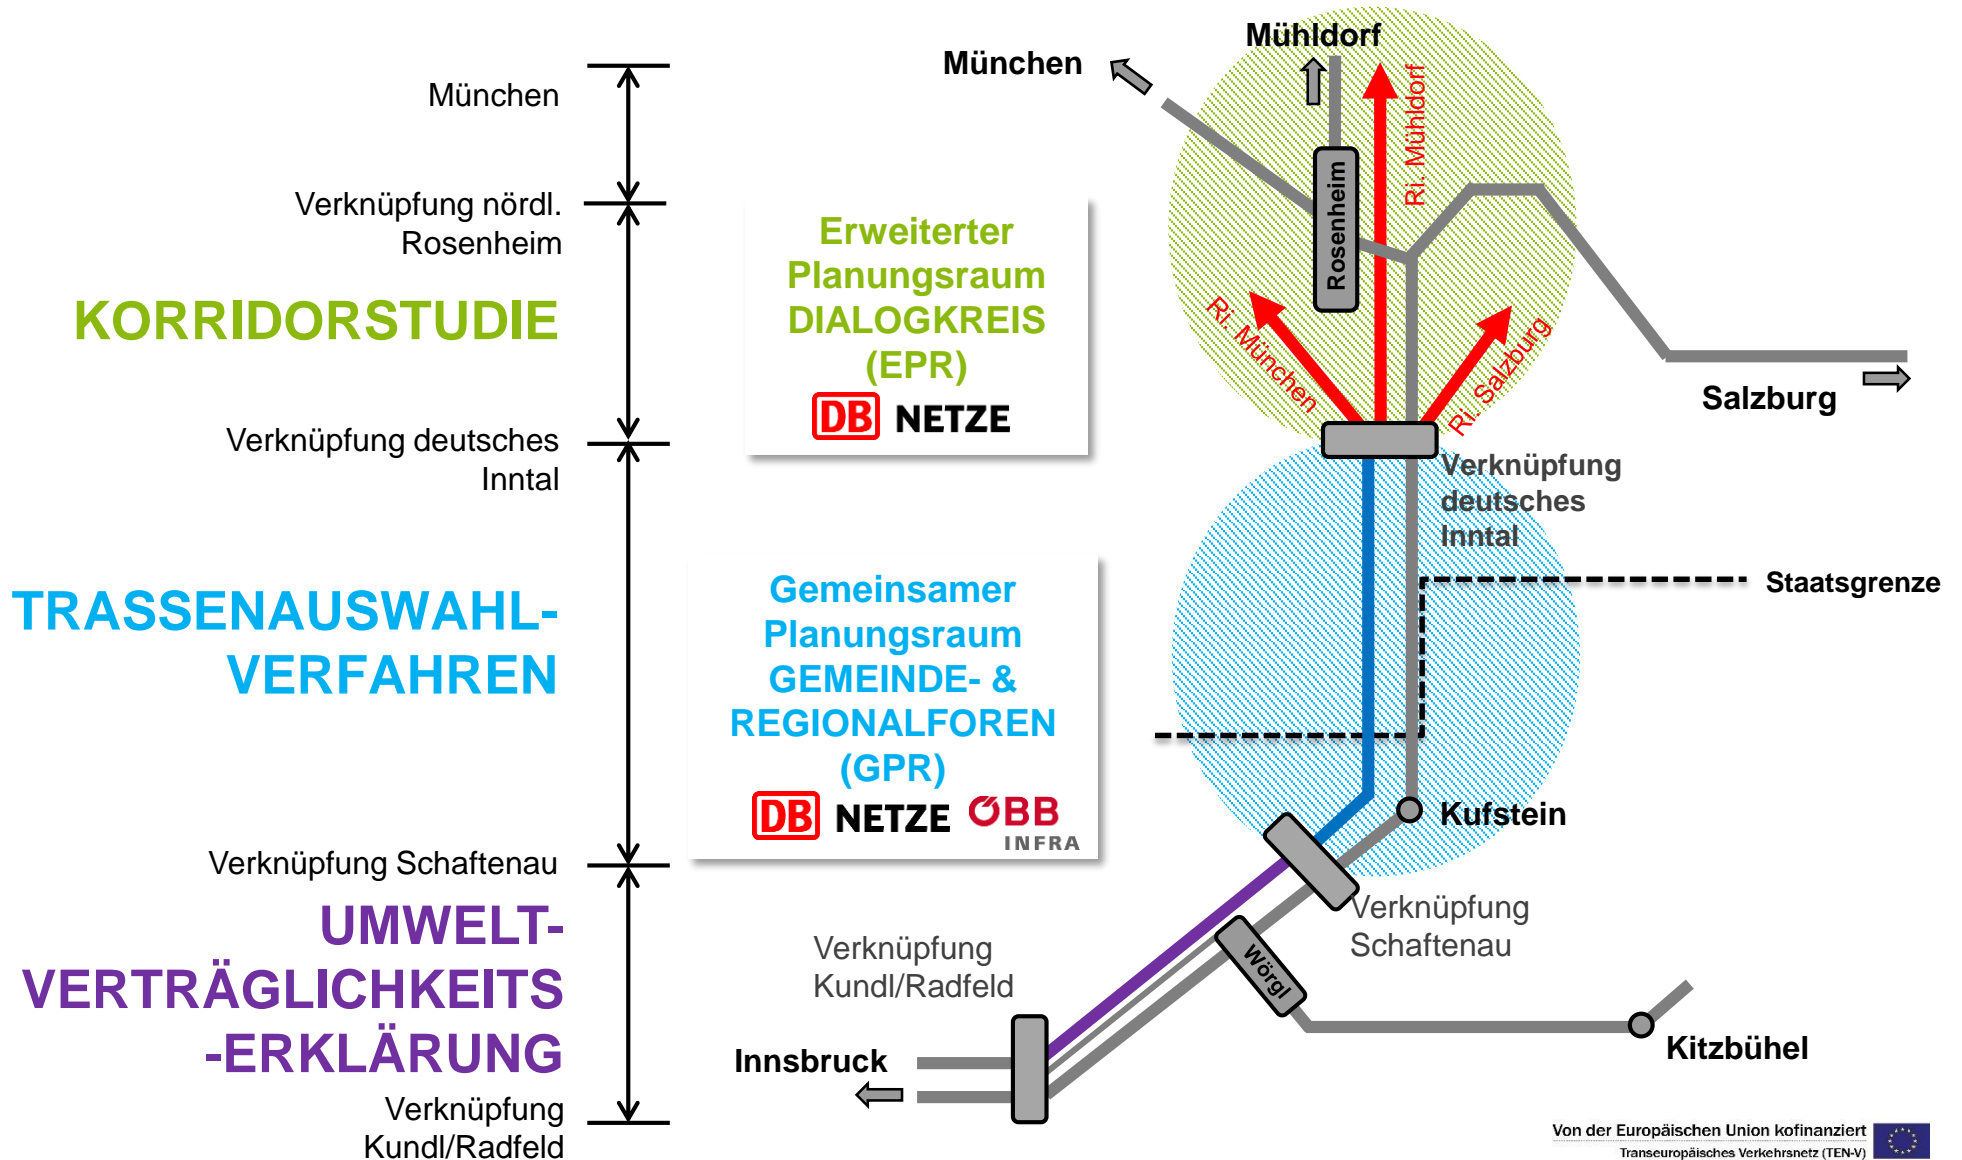 München
Verknüpfung nördl.
Rosenheim
KORRIDORSTUDIE
Verknüpfung deutsches
Inntal
TRASSENAUSWAHL-
VERFAHREN
Verknüpfung Schaftenau
UMWELT-
VERTRÄGLICHKEITS
-ERKLÄRUNG
Verknüpfung
Kundl/Radfeld
Erweiterter
Planungsraum
DIALOGKREIS
(EPR)
DB NETZE
Gemeinsamer
Planungsraum
GEMEINDE- &
REGIONALFOREN
(GPR)
DB NETZE ÖBB
INFRA
München
Mühldorf
Ri. Mühldorf
Rosenheim
Ri. München
Ri. Salzburg
Salzburg
Verknüpfung
deutsches
Inntal
Staatsgrenze
Kufstein
Verknüpfung
Schaftenau
Wörgl
Verknüpfung
Kundl/Radfeld
Innsbruck
Kitzbühel
Von der Europäischen Union kofinanziert
Transeuropäisches Verkehrsnetz (TEN-V)